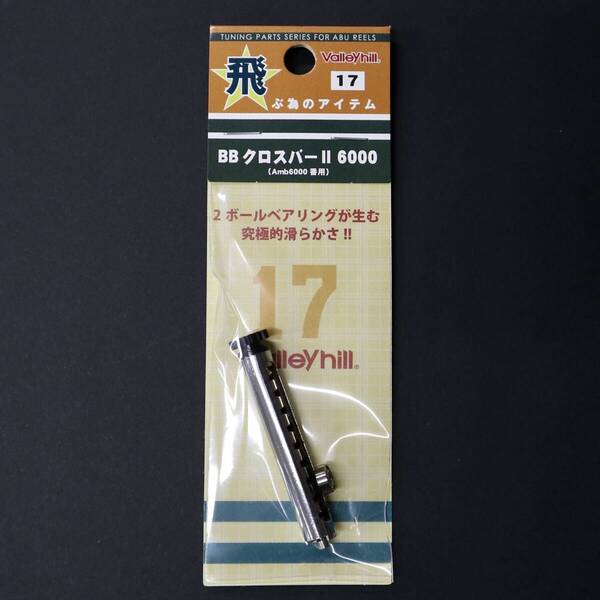 TUNING PARTS SERIES FOR ABU REELS
飛
Valleyhill®
17
ぶ為のアイテム
BB クロスバー II 6000
(Amb6000 番用)
2 ボールベアリングが生む
究極的滑らかさ !!
17
alleyhill®